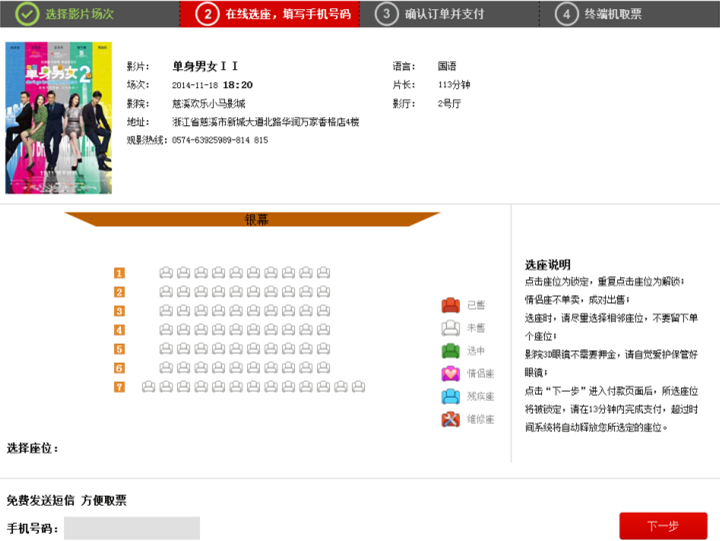 选择影片场次
2 在线选座，填写手机号码
3 确认订单并支付
4 终端机取票
单身男女2
影片： 单身男女ＩＩ
语言： 国语
场次： 2014-11-18 18:20
片长： 113分钟
影院： 慈溪欢乐小马影城
影厅： 2号厅
地址： 浙江省慈溪市新城大道北路华润万家香格店4楼
观影热线：0574-63925989-814 815
银幕
1
2
3
4
5
6
7
已售
未售
选中
情侣座
残疾座
维修座
选座说明
点击座位为锁定，重复点击座位为解锁；
情侣座不单卖，成对出售；
选座时，请尽量选择相邻座位，不要留下单
个座位；
影院3D眼镜不需要押金，请自觉爱护保管好
眼镜；
点击“下一步”进入付款页面后，所选座位
将被锁定，请在13分钟内完成支付，超过时
间系统将自动释放您所选定的座位。
选择座位：
免费发送短信 方便取票
手机号码：
下一步